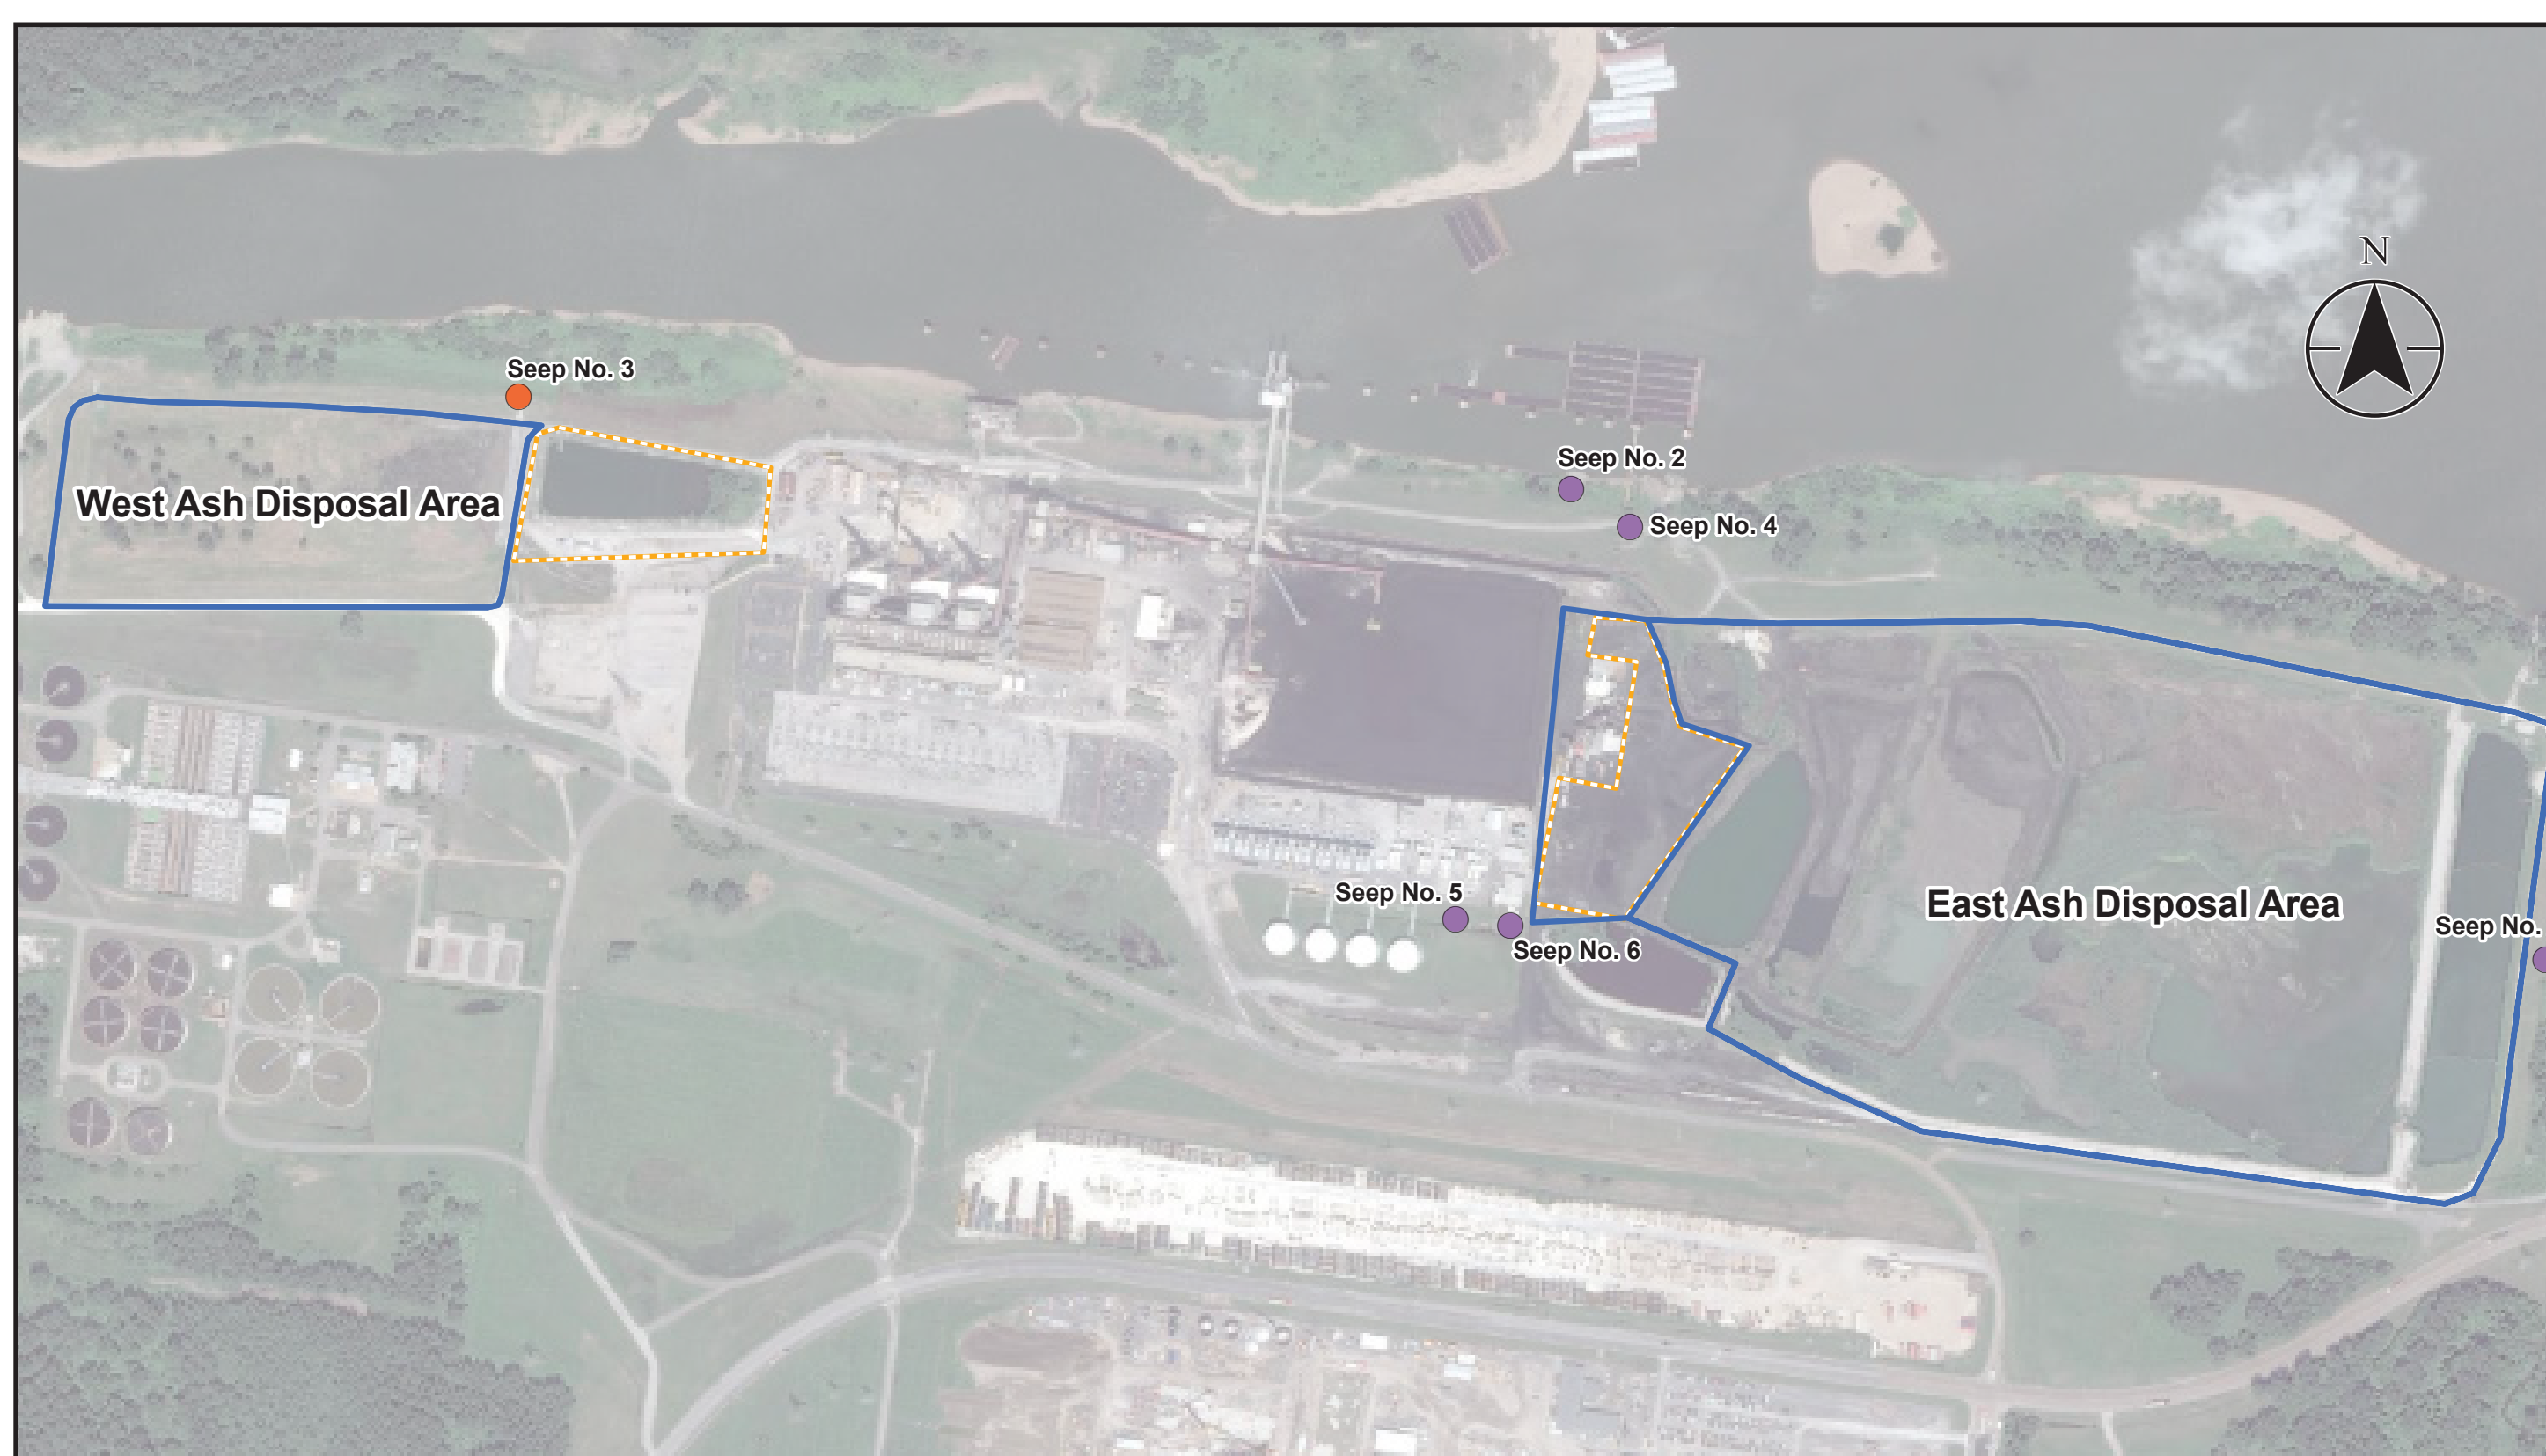 N
Seep No. 3
Seep No. 2
West Ash Disposal Area
Seep No. 4
Seep No. 5
East Ash Disposal Area
Seep No.
Seep No. 6